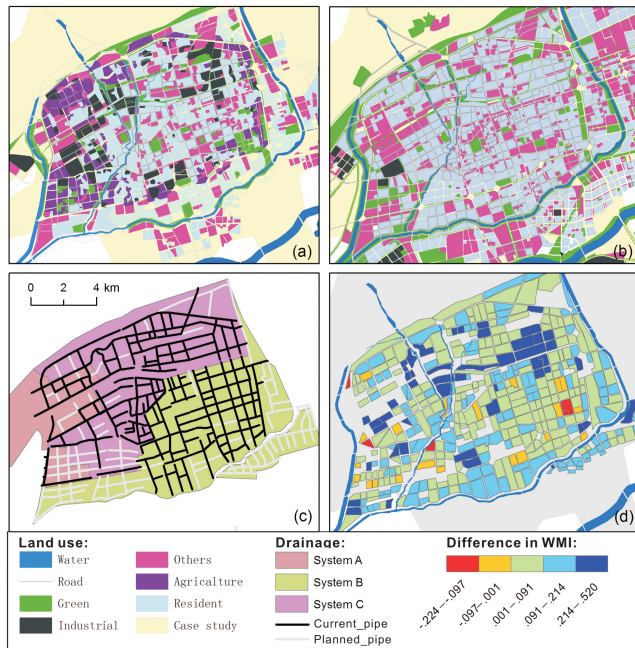 (a)
(b)
0 2 4 km
(c)
(d)
Land use:
Water
Road
Green
Industrial
Others
Agricalture
Resident
Case study
Drainage:
System A
System B
System C
Current_pipe
Planned_pipe
Difference in WMI:
-.224—-.097
-.097—.001
.001—.091
.091—.214
.214—.520